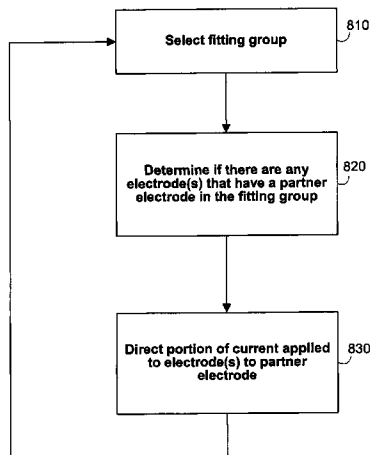 Select fitting group
810
Determine if there are any
electrode(s) that have a partner
electrode in the fitting group
820
Direct portion of current applied
to electrode(s) to partner
electrode
830